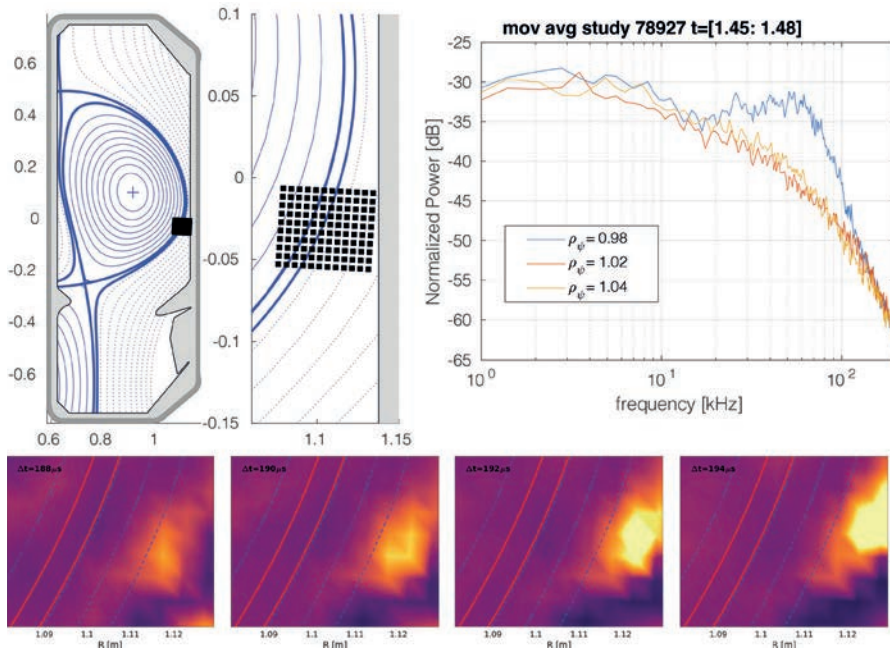 mov avg study 78927 t=[1.45: 1.48]
0.6
0.4
0.2
0
-0.2
-0.4
-0.6
0.6 0.8 1
0.1
0.05
0
-0.05
-0.1
-0.15
1.1 1.15
Normalized Power [dB]
-25
-30
-35
-40
-45
-50
-55
-60
-65
ρψ = 0.98
ρψ = 1.02
ρψ = 1.04
10⁰ 10¹ 10²
frequency [kHz]
Δt=188μs Δt=190μs Δt=192μs Δt=194μs
1.09 1.1 1.11 1.12 1.09 1.1 1.11 1.12 1.09 1.1 1.11 1.12 1.09 1.1 1.11 1.12
R [m] R [m] R [m] R [m]